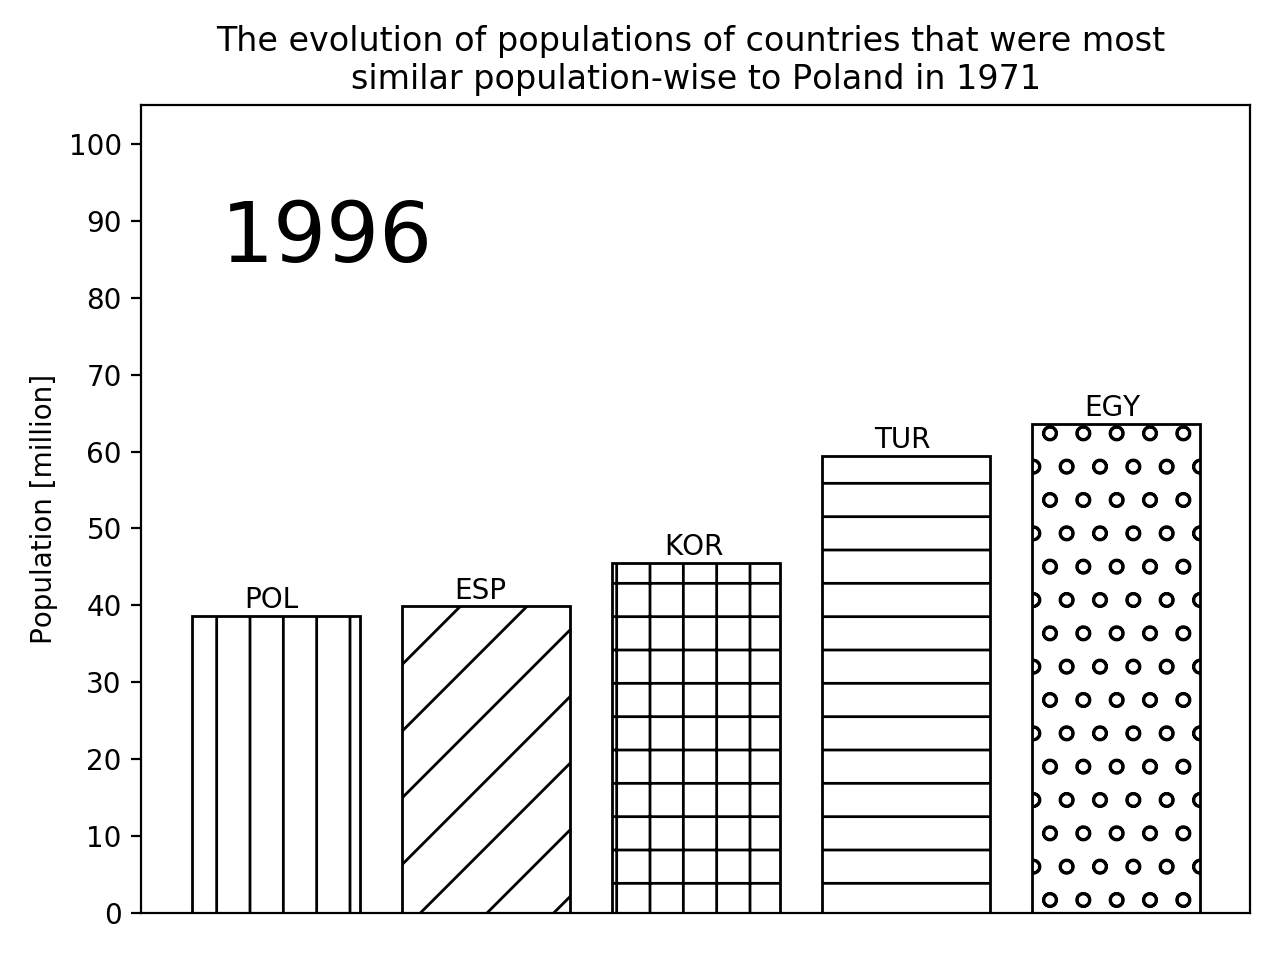 The evolution of populations of countries that were most
similar population-wise to Poland in 1971
100
90
80
70
60
50
40
30
20
10
0
Population [million]
1996
POL
ESP
KOR
TUR
EGY